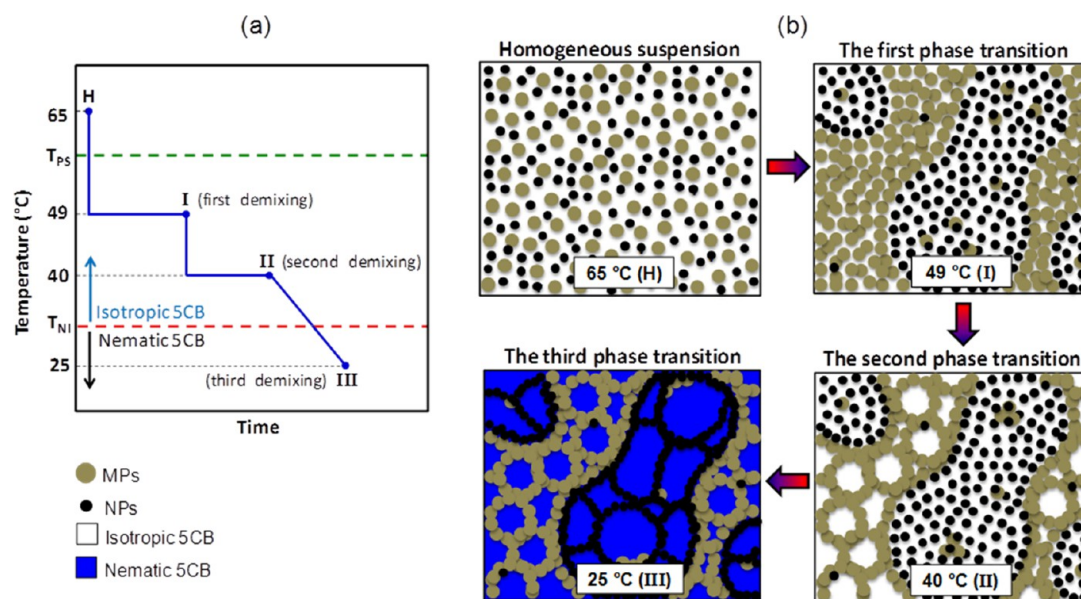 (a)
Temperature (°C)
65
H
T_PS
49
I (first demixing)
II (second demixing)
40
Isotropic 5CB
T_NI
Nematic 5CB
25
(third demixing) III
Time
MPs
NPs
Isotropic 5CB
Nematic 5CB
(b)
Homogeneous suspension
65 °C (H)
The first phase transition
49 °C (I)
The third phase transition
25 °C (III)
The second phase transition
40 °C (II)